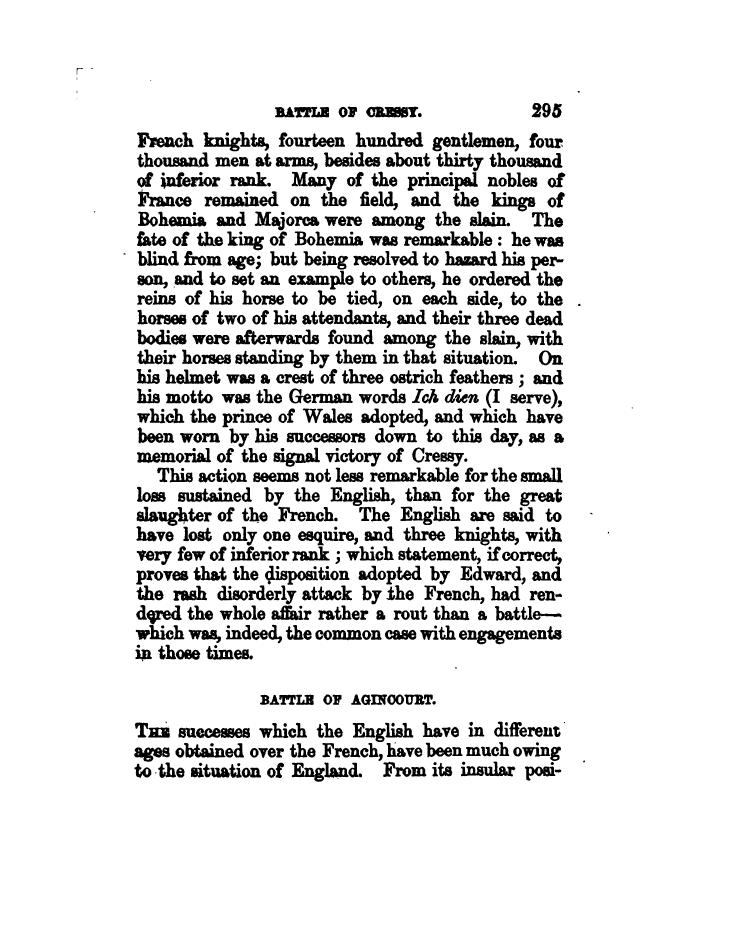 BATTLE OF CRESSY. 295
French knights, fourteen hundred gentlemen, four
thousand men at arms, besides about thirty thousand
of inferior rank. Many of the principal nobles of
France remained on the field, and the kings of
Bohemia and Majorca were among the slain. The
fate of the king of Bohemia was remarkable : he was
blind from age; but being resolved to hazard his per-
son, and to set an example to others, he ordered the
reins of his horse to be tied, on each side, to the
horses of two of his attendants, and their three dead
bodies were afterwards found among the slain, with
their horses standing by them in that situation. On
his helmet was a crest of three ostrich feathers ; and
his motto was the German words Ich dien (I serve),
which the prince of Wales adopted, and which have
been worn by his successors down to this day, as a
memorial of the signal victory of Cressy.
This action seems not less remarkable for the small
loss sustained by the English, than for the great
slaughter of the French. The English are said to
have lost only one esquire, and three knights, with
very few of inferior rank ; which statement, if correct,
proves that the disposition adopted by Edward, and
the rash disorderly attack by the French, had ren-
dered the whole affair rather a rout than a battle—
which was, indeed, the common case with engagements
in those times.
BATTLE OF AGINCOURT.
THE successes which the English have in different
ages obtained over the French, have been much owing
to the situation of England. From its insular posi-